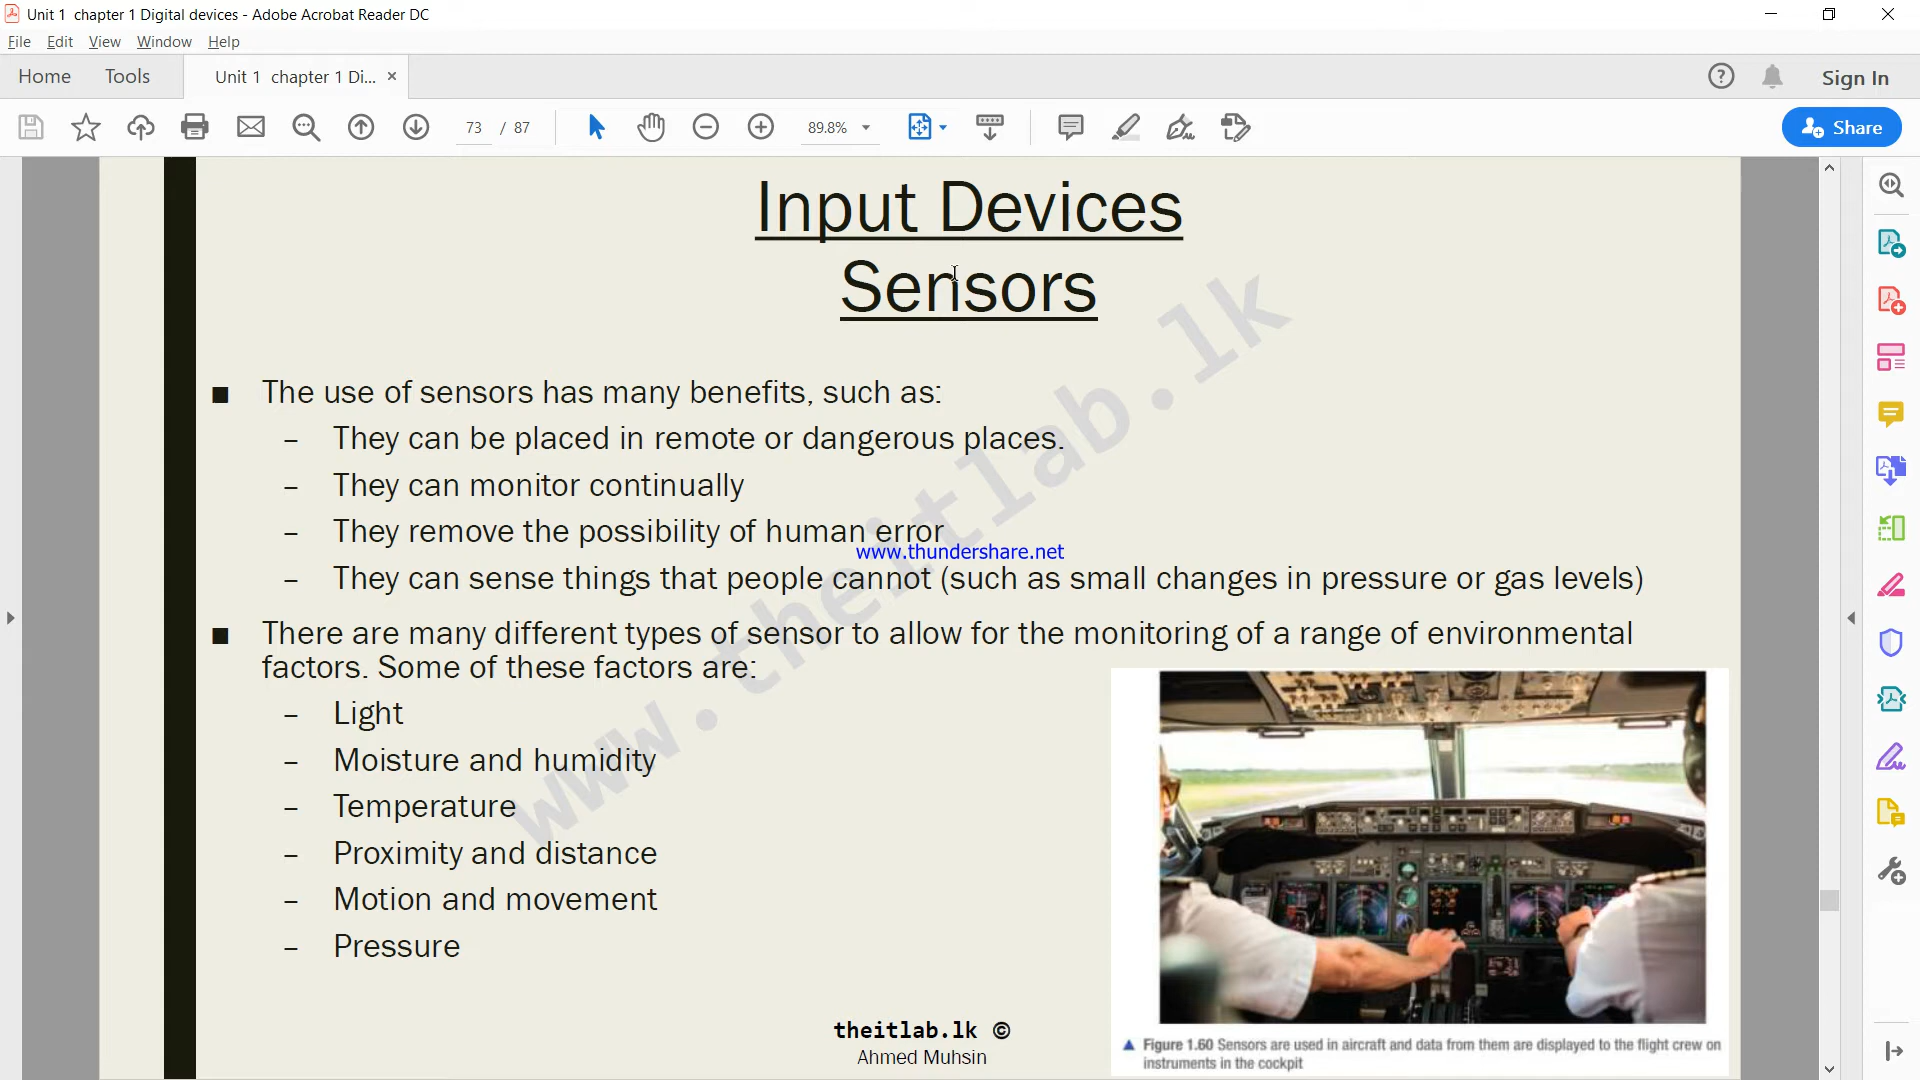 Unit 1 chapter 1 Digital devices - Adobe Acrobat Reader DC
File Edit View Window Help
Home Tools Unit 1 chapter 1 Di... × Sign In
73 / 87 89.8% Share
Input Devices
Sensors
■ The use of sensors has many benefits, such as:
– They can be placed in remote or dangerous places.
– They can monitor continually
– They remove the possibility of human error
www.thundershare.net
– They can sense things that people cannot (such as small changes in pressure or gas levels)
■ There are many different types of sensor to allow for the monitoring of a range of environmental
factors. Some of these factors are:
– Light
– Moisture and humidity
– Temperature
– Proximity and distance
– Motion and movement
– Pressure
www.theitlab.lk
▲ Figure 1.60 Sensors are used in aircraft and data from them are displayed to the flight crew on
instruments in the cockpit
theitlab.lk ©
Ahmed Muhsin